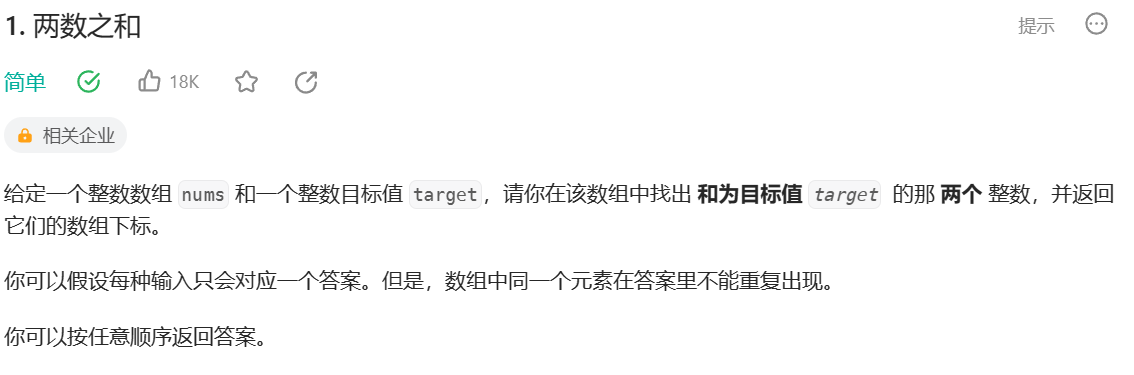 1. 两数之和
提示
简单
18K
相关企业
给定一个整数数组 nums 和一个整数目标值 target，请你在该数组中找出 和为目标值 target 的那 两个 整数，并返回
它们的数组下标。
你可以假设每种输入只会对应一个答案。但是，数组中同一个元素在答案里不能重复出现。
你可以按任意顺序返回答案。